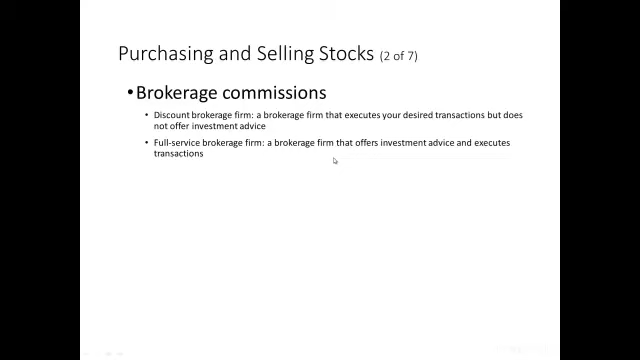 Purchasing and Selling Stocks (2 of 7)
•Brokerage commissions
• Discount brokerage firm: a brokerage firm that executes your desired transactions but does
not offer investment advice
• Full-service brokerage firm: a brokerage firm that offers investment advice and executes
transactions